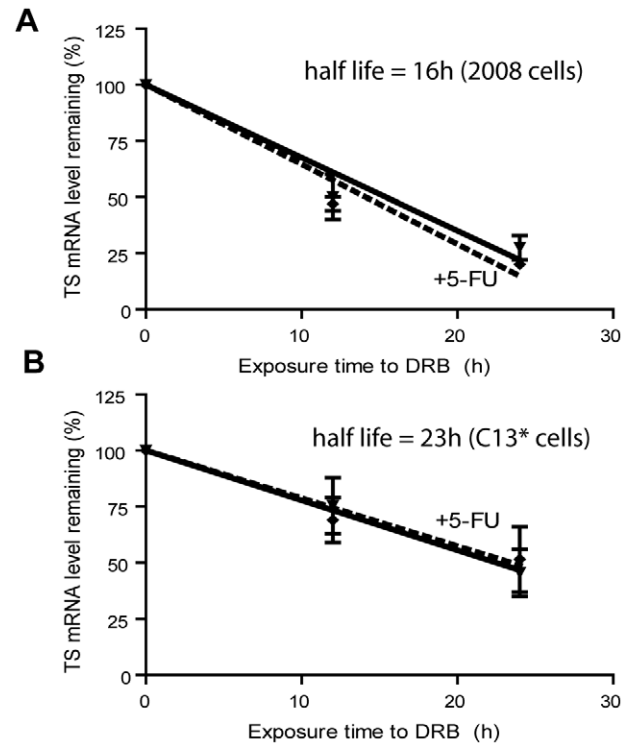 A
125
100
75
50
25
0
TS mRNA level remaining (%)
half life = 16h (2008 cells)
+5-FU
0 10 20 30
Exposure time to DRB (h)
B
125
100
75
50
25
0
TS mRNA level remaining (%)
half life = 23h (C13* cells)
+5-FU
0 10 20 30
Exposure time to DRB (h)